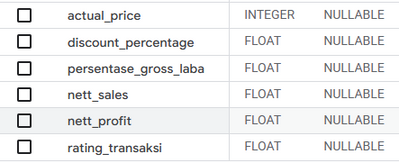 actual_price INTEGER NULLABLE
discount_percentage FLOAT NULLABLE
persentase_gross_laba FLOAT NULLABLE
nett_sales FLOAT NULLABLE
nett_profit FLOAT NULLABLE
rating_transaksi FLOAT NULLABLE